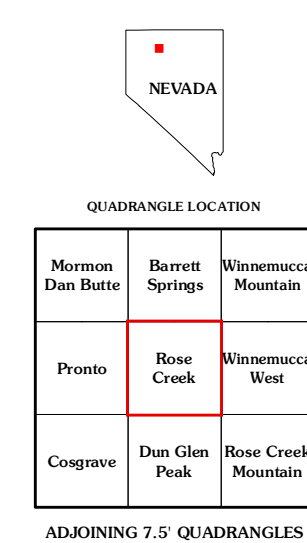 NEVADA
QUADRANGLE LOCATION
Mormon
Dan Butte
Barrett
Springs
Winnemucca
Mountain
Pronto
Rose
Creek
Winnemucca
West
Cosgrave
Dun Glen
Peak
Rose Creek
Mountain
ADJOINING 7.5' QUADRANGLES